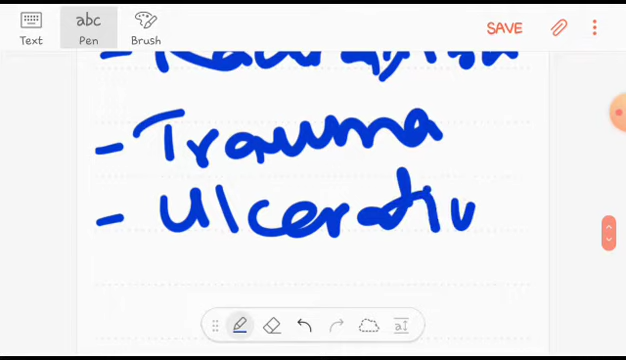 abc
SAVE
Text
Pen
Brush
- Trauma
- Ulcerativ